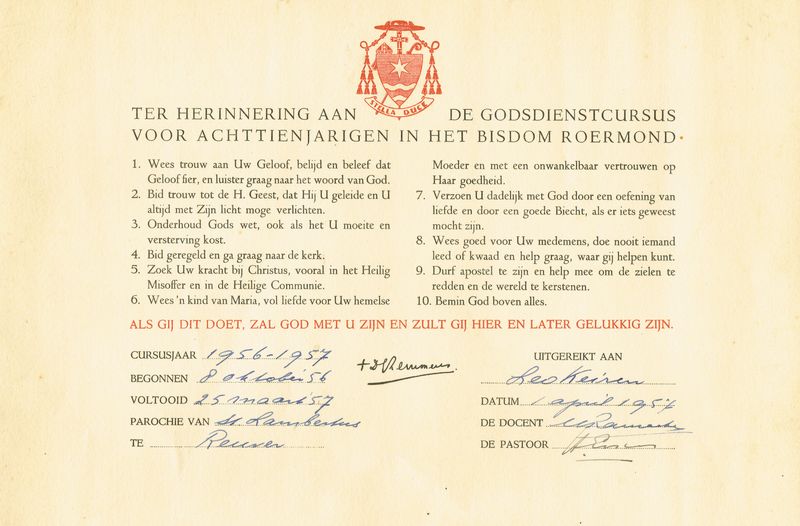 STELLA DUCE
TER HERINNERING AAN DE GODSDIENSTCURSUS
VOOR ACHTTIENJARIGEN IN HET BISDOM ROERMOND.
1. Wees trouw aan Uw Geloof, belijd en beleef dat
Geloof fier, en luister graag naar het woord van God.
2. Bid trouw tot de H. Geest, dat Hij U geleide en U
altijd met Zijn licht moge verlichten.
3. Onderhoud Gods wet, ook als het U moeite en
versterving kost.
4. Bid geregeld en ga graag naar de kerk.
5. Zoek Uw kracht bij Christus, vooral in het Heilig
Misoffer en in de Heilige Communie.
6. Wees 'n kind van Maria, vol liefde voor Uw hemelse
Moeder en met een onwankelbaar vertrouwen op
Haar goedheid.
7. Verzoen U dadelijk met God door een oefening van
liefde en door een goede Biecht, als er iets geweest
mocht zijn.
8. Wees goed voor Uw medemens, doe nooit iemand
leed of kwaad en help graag, waar gij helpen kunt.
9. Durf apostel te zijn en help mee om de zielen te
redden en de wereld te kerstenen.
10. Bemin God boven alles.
ALS GIJ DIT DOET, ZAL GOD MET U ZIJN EN ZULT GIJ HIER EN LATER GELUKKIG ZIJN.
CURSUSJAAR 1956-1957
BEGONNEN 8 oktober 56
VOLTOOID 25 maart 57
PAROCHIE VAN St. Lambertus
TE Reuver
UITGEREIKT AAN
Leo Keiren
DATUM 1 april 1957
DE DOCENT
DE PASTOOR